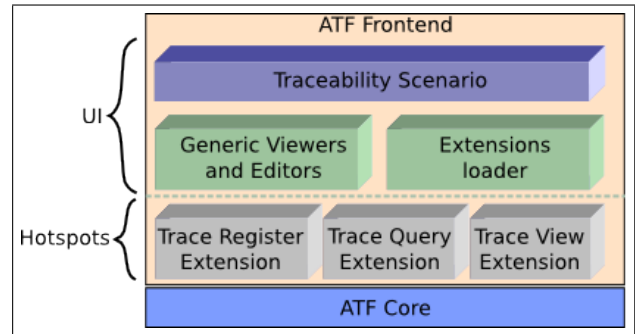 ATF Frontend
Traceability Scenario
UI
Generic Viewers
and Editors
Extensions
loader
Hotspots
Trace Register
Extension
Trace Query
Extension
Trace View
Extension
ATF Core